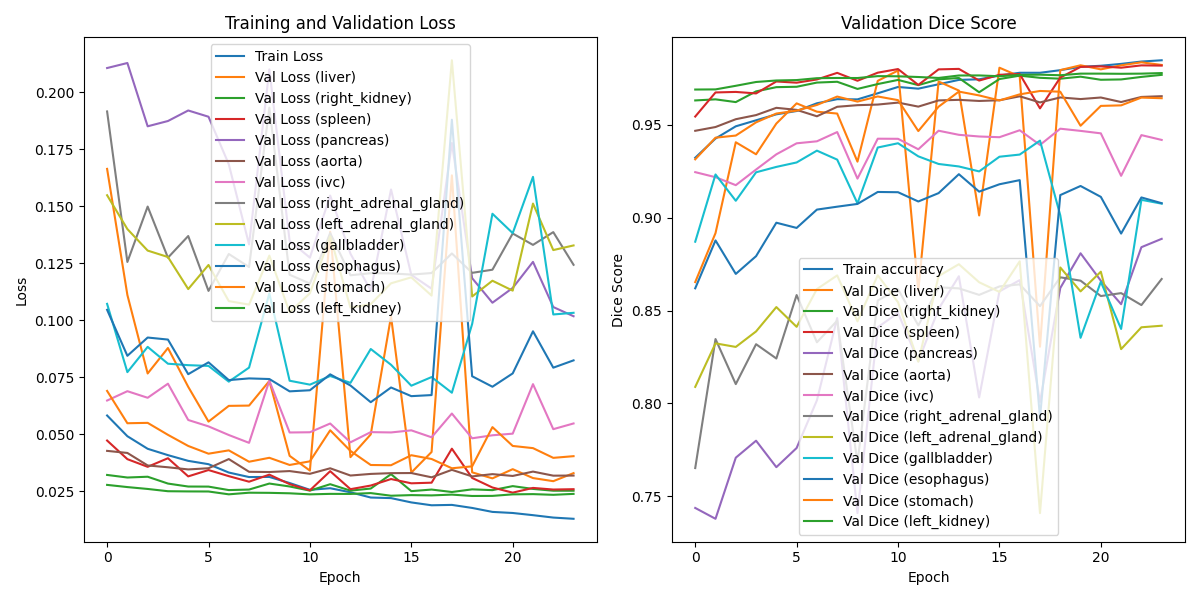 Training and Validation Loss
Loss
0.200
0.175
0.150
0.125
0.100
0.075
0.050
0.025
Train Loss
Val Loss (liver)
Val Loss (right_kidney)
Val Loss (spleen)
Val Loss (pancreas)
Val Loss (aorta)
Val Loss (ivc)
Val Loss (right_adrenal_gland)
Val Loss (left_adrenal_gland)
Val Loss (gallbladder)
Val Loss (esophagus)
Val Loss (stomach)
Val Loss (left_kidney)
0 5 10 15 20
Epoch
Validation Dice Score
Dice Score
0.95
0.90
0.85
0.80
0.75
Train accuracy
Val Dice (liver)
Val Dice (right_kidney)
Val Dice (spleen)
Val Dice (pancreas)
Val Dice (aorta)
Val Dice (ivc)
Val Dice (right_adrenal_gland)
Val Dice (left_adrenal_gland)
Val Dice (gallbladder)
Val Dice (esophagus)
Val Dice (stomach)
Val Dice (left_kidney)
0 5 10 15 20
Epoch